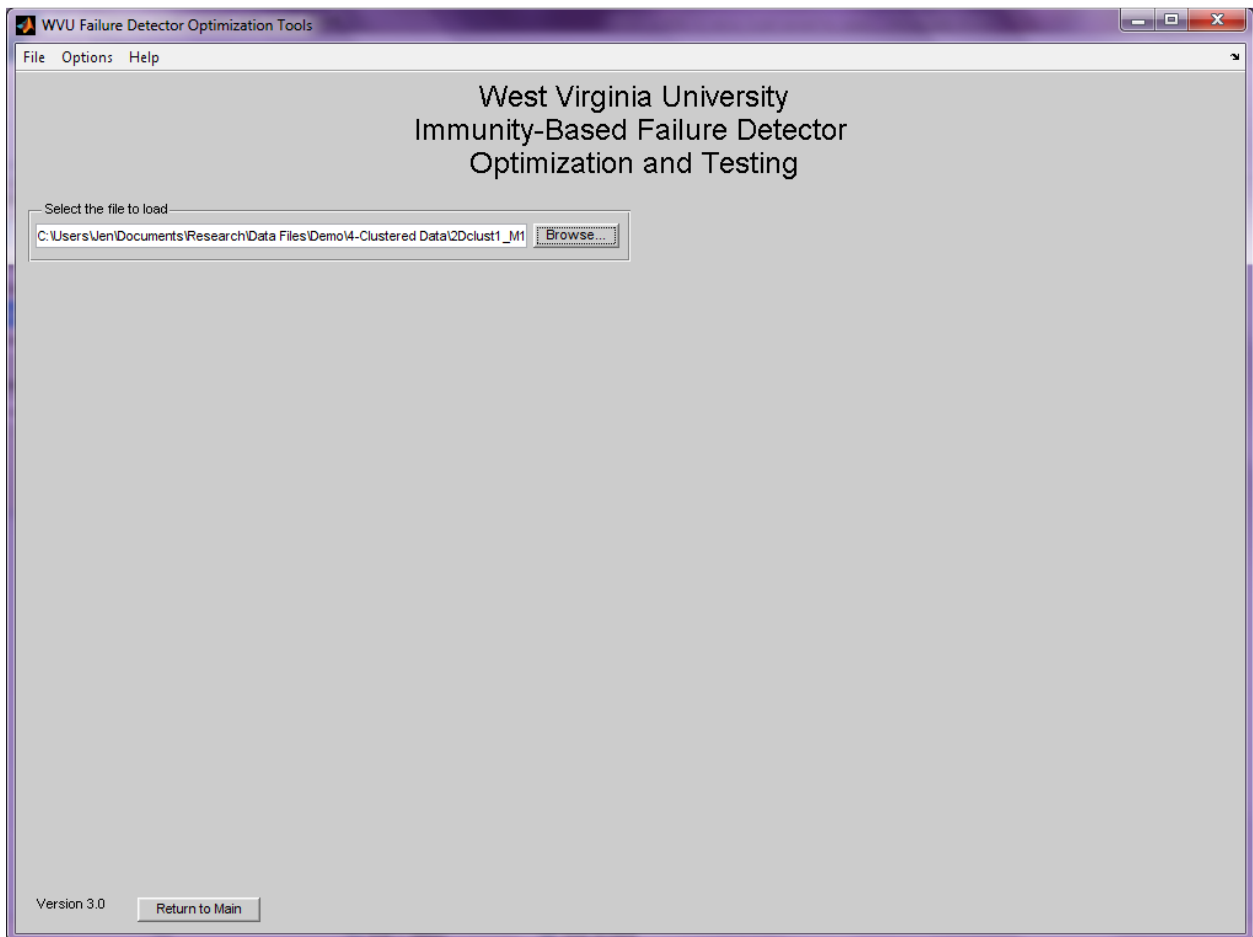 WVU Failure Detector Optimization Tools
File Options Help
West Virginia University
Immunity-Based Failure Detector
Optimization and Testing
Select the file to load
C:\Users\Jen\Documents\Research\Data Files\Demo\4-Clustered Data\2Dclust1_M1 Browse...
Version 3.0 Return to Main